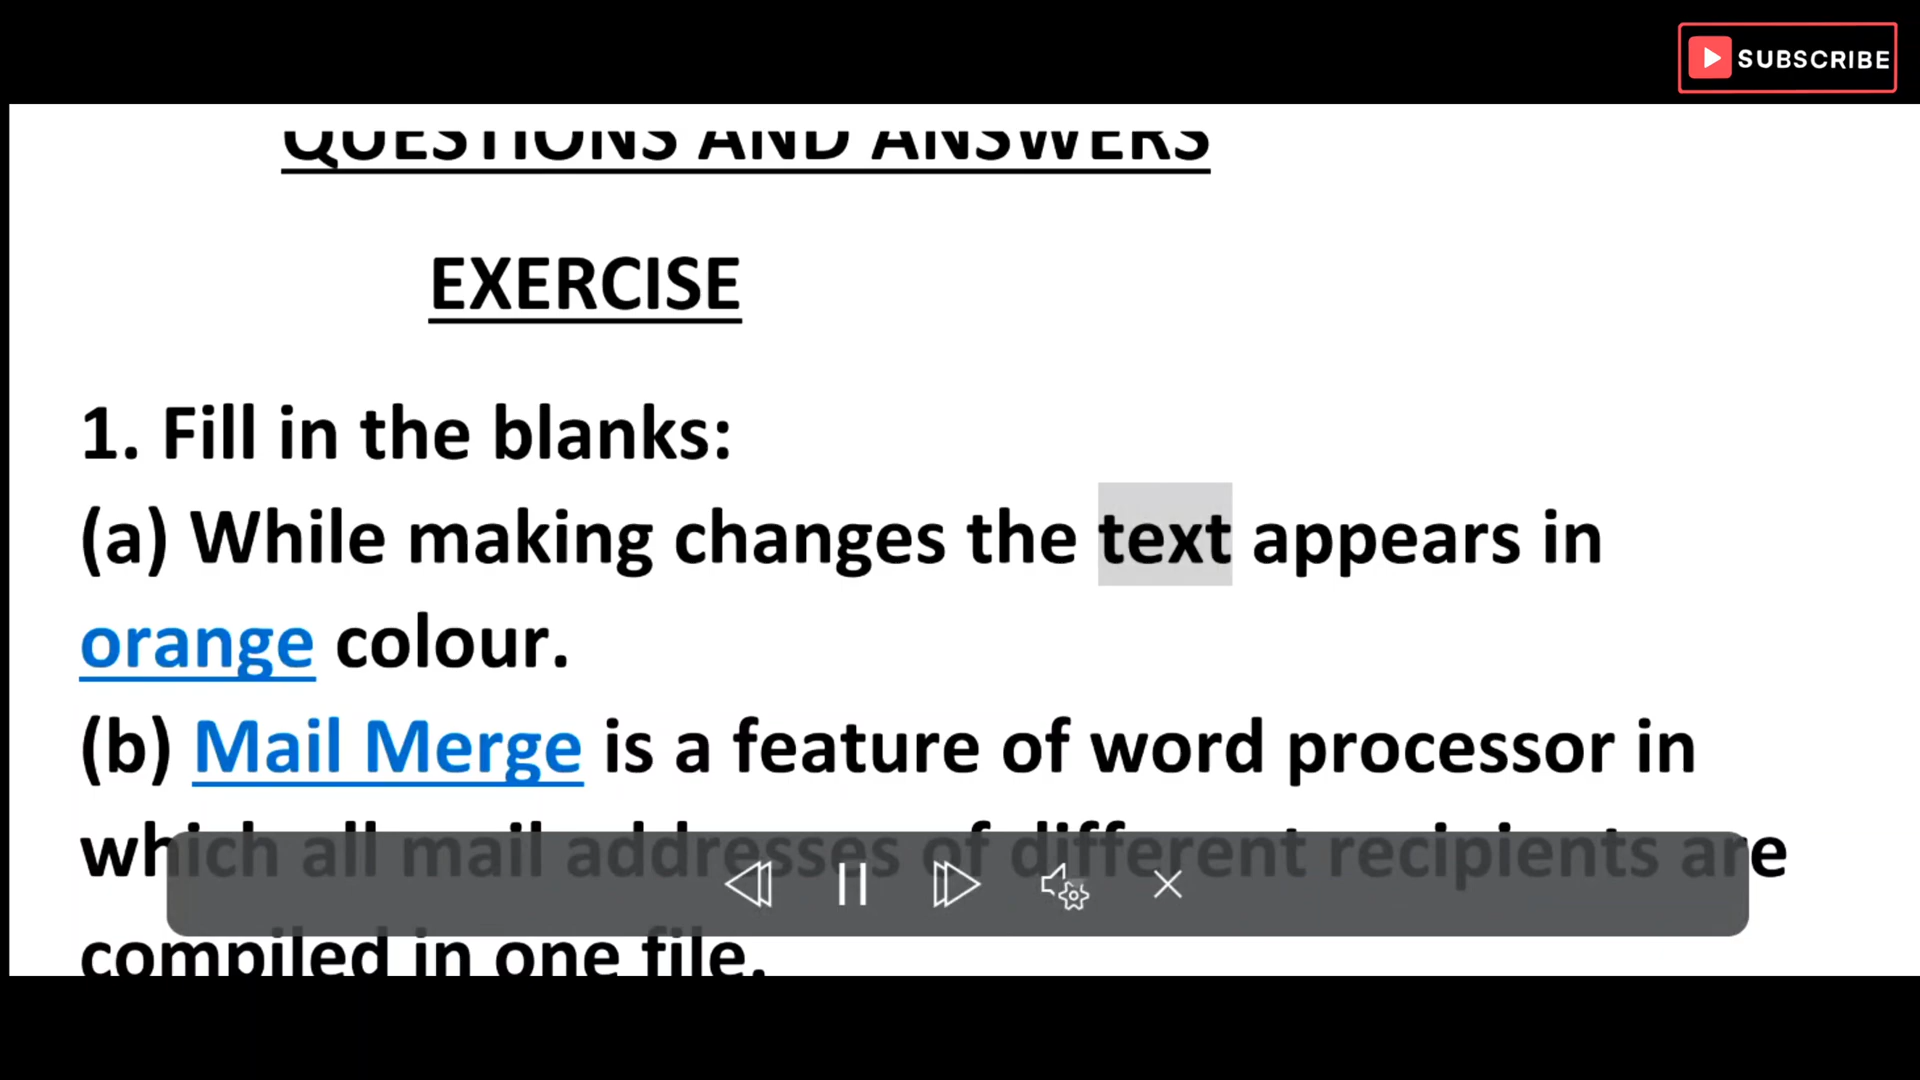 SUBSCRIBE
QUESTIONS AND ANSWERS
EXERCISE
1. Fill in the blanks:
(a) While making changes the text appears in
orange colour.
(b) Mail Merge is a feature of word processor in
which all mail addresses of different recipients are
compiled in one file.